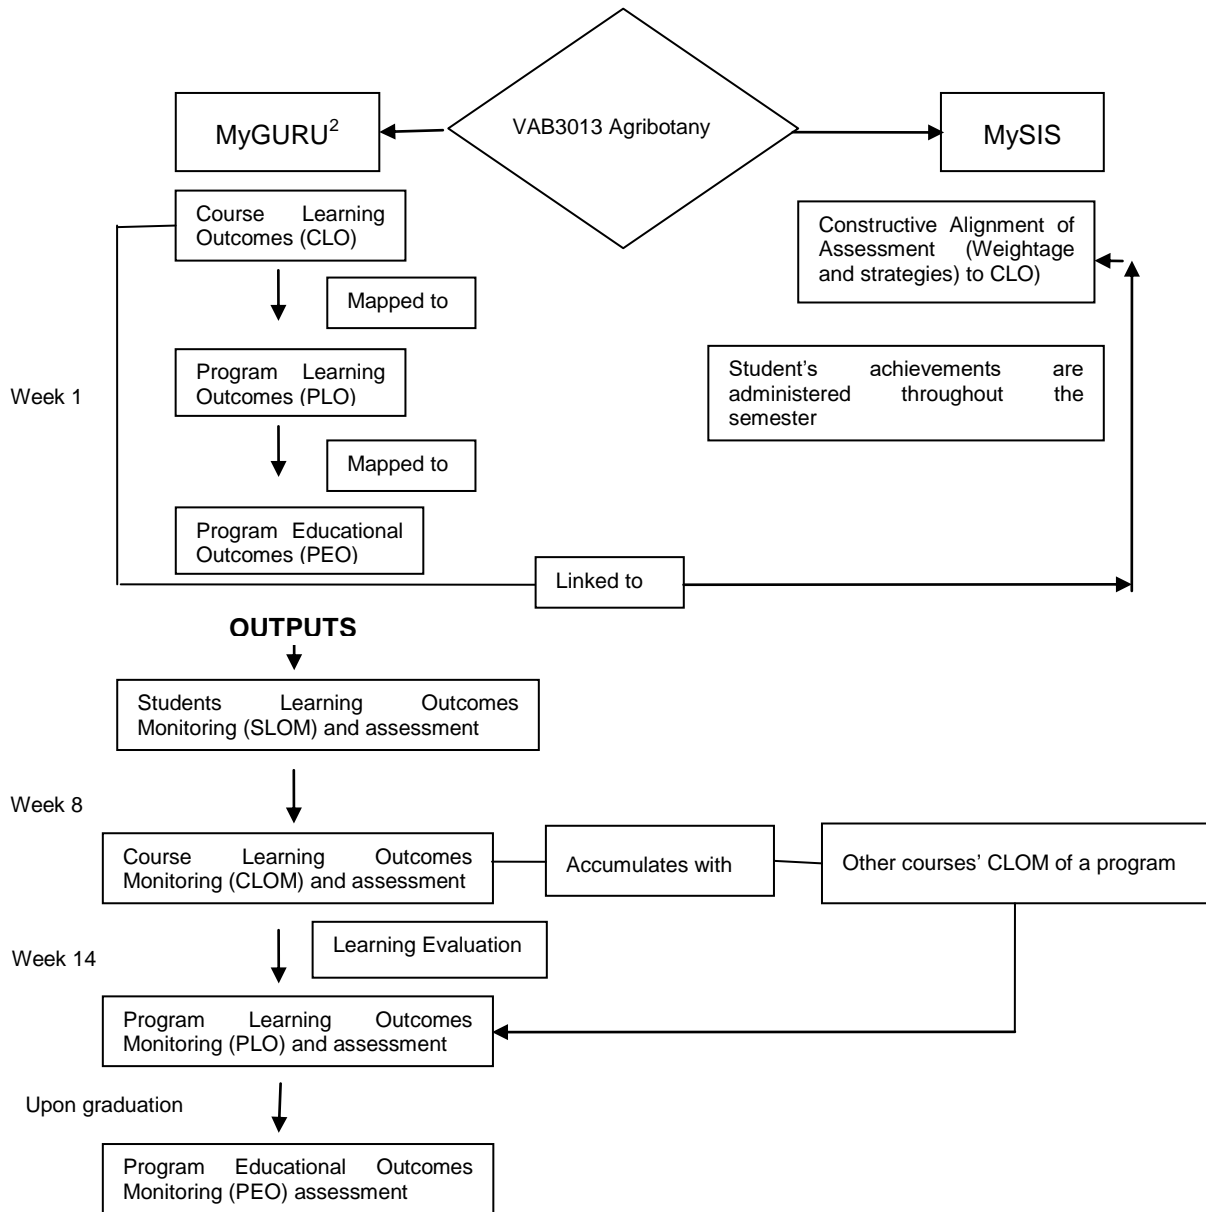 VAB3013 Agribotany
MyGURU²
MySIS
Course Learning
Outcomes (CLO)
Constructive Alignment of
Assessment (Weightage
and strategies) to CLO)
Mapped to
Program Learning
Outcomes (PLO)
Student's achievements are
administered throughout the
semester
Week 1
Mapped to
Program Educational
Outcomes (PEO)
Linked to
OUTPUTS
Students Learning Outcomes
Monitoring (SLOM) and assessment
Week 8
Course Learning Outcomes
Monitoring (CLOM) and assessment
Accumulates with
Other courses' CLOM of a program
Learning Evaluation
Week 14
Program Learning Outcomes
Monitoring (PLO) and assessment
Upon graduation
Program Educational Outcomes
Monitoring (PEO) assessment